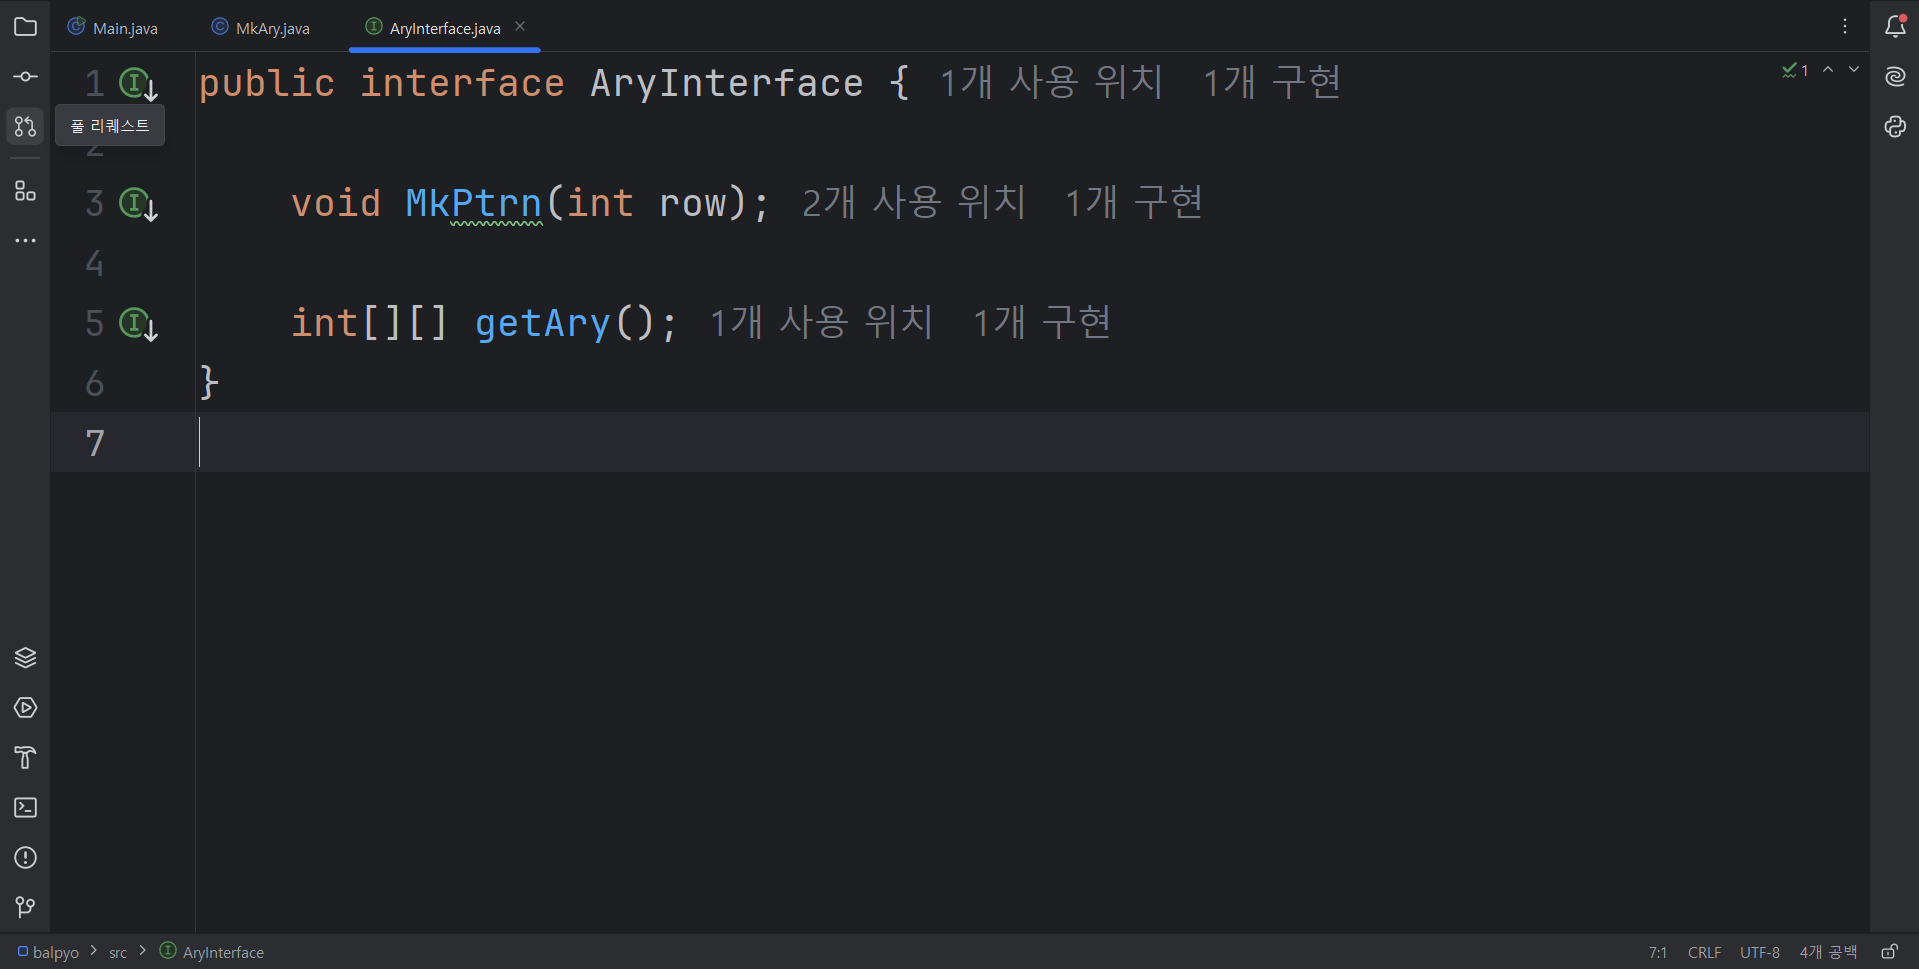 Main.java MkAry.java AryInterface.java
1 public interface AryInterface { 1개 사용 위치 1개 구현
1
풀 리퀘스트
2
3 void MkPtrn(int row); 2개 사용 위치 1개 구현
4
5 int[][] getAry(); 1개 사용 위치 1개 구현
6 }
7
balpyo > src > AryInterface 7:1 CRLF UTF-8 4개 공백